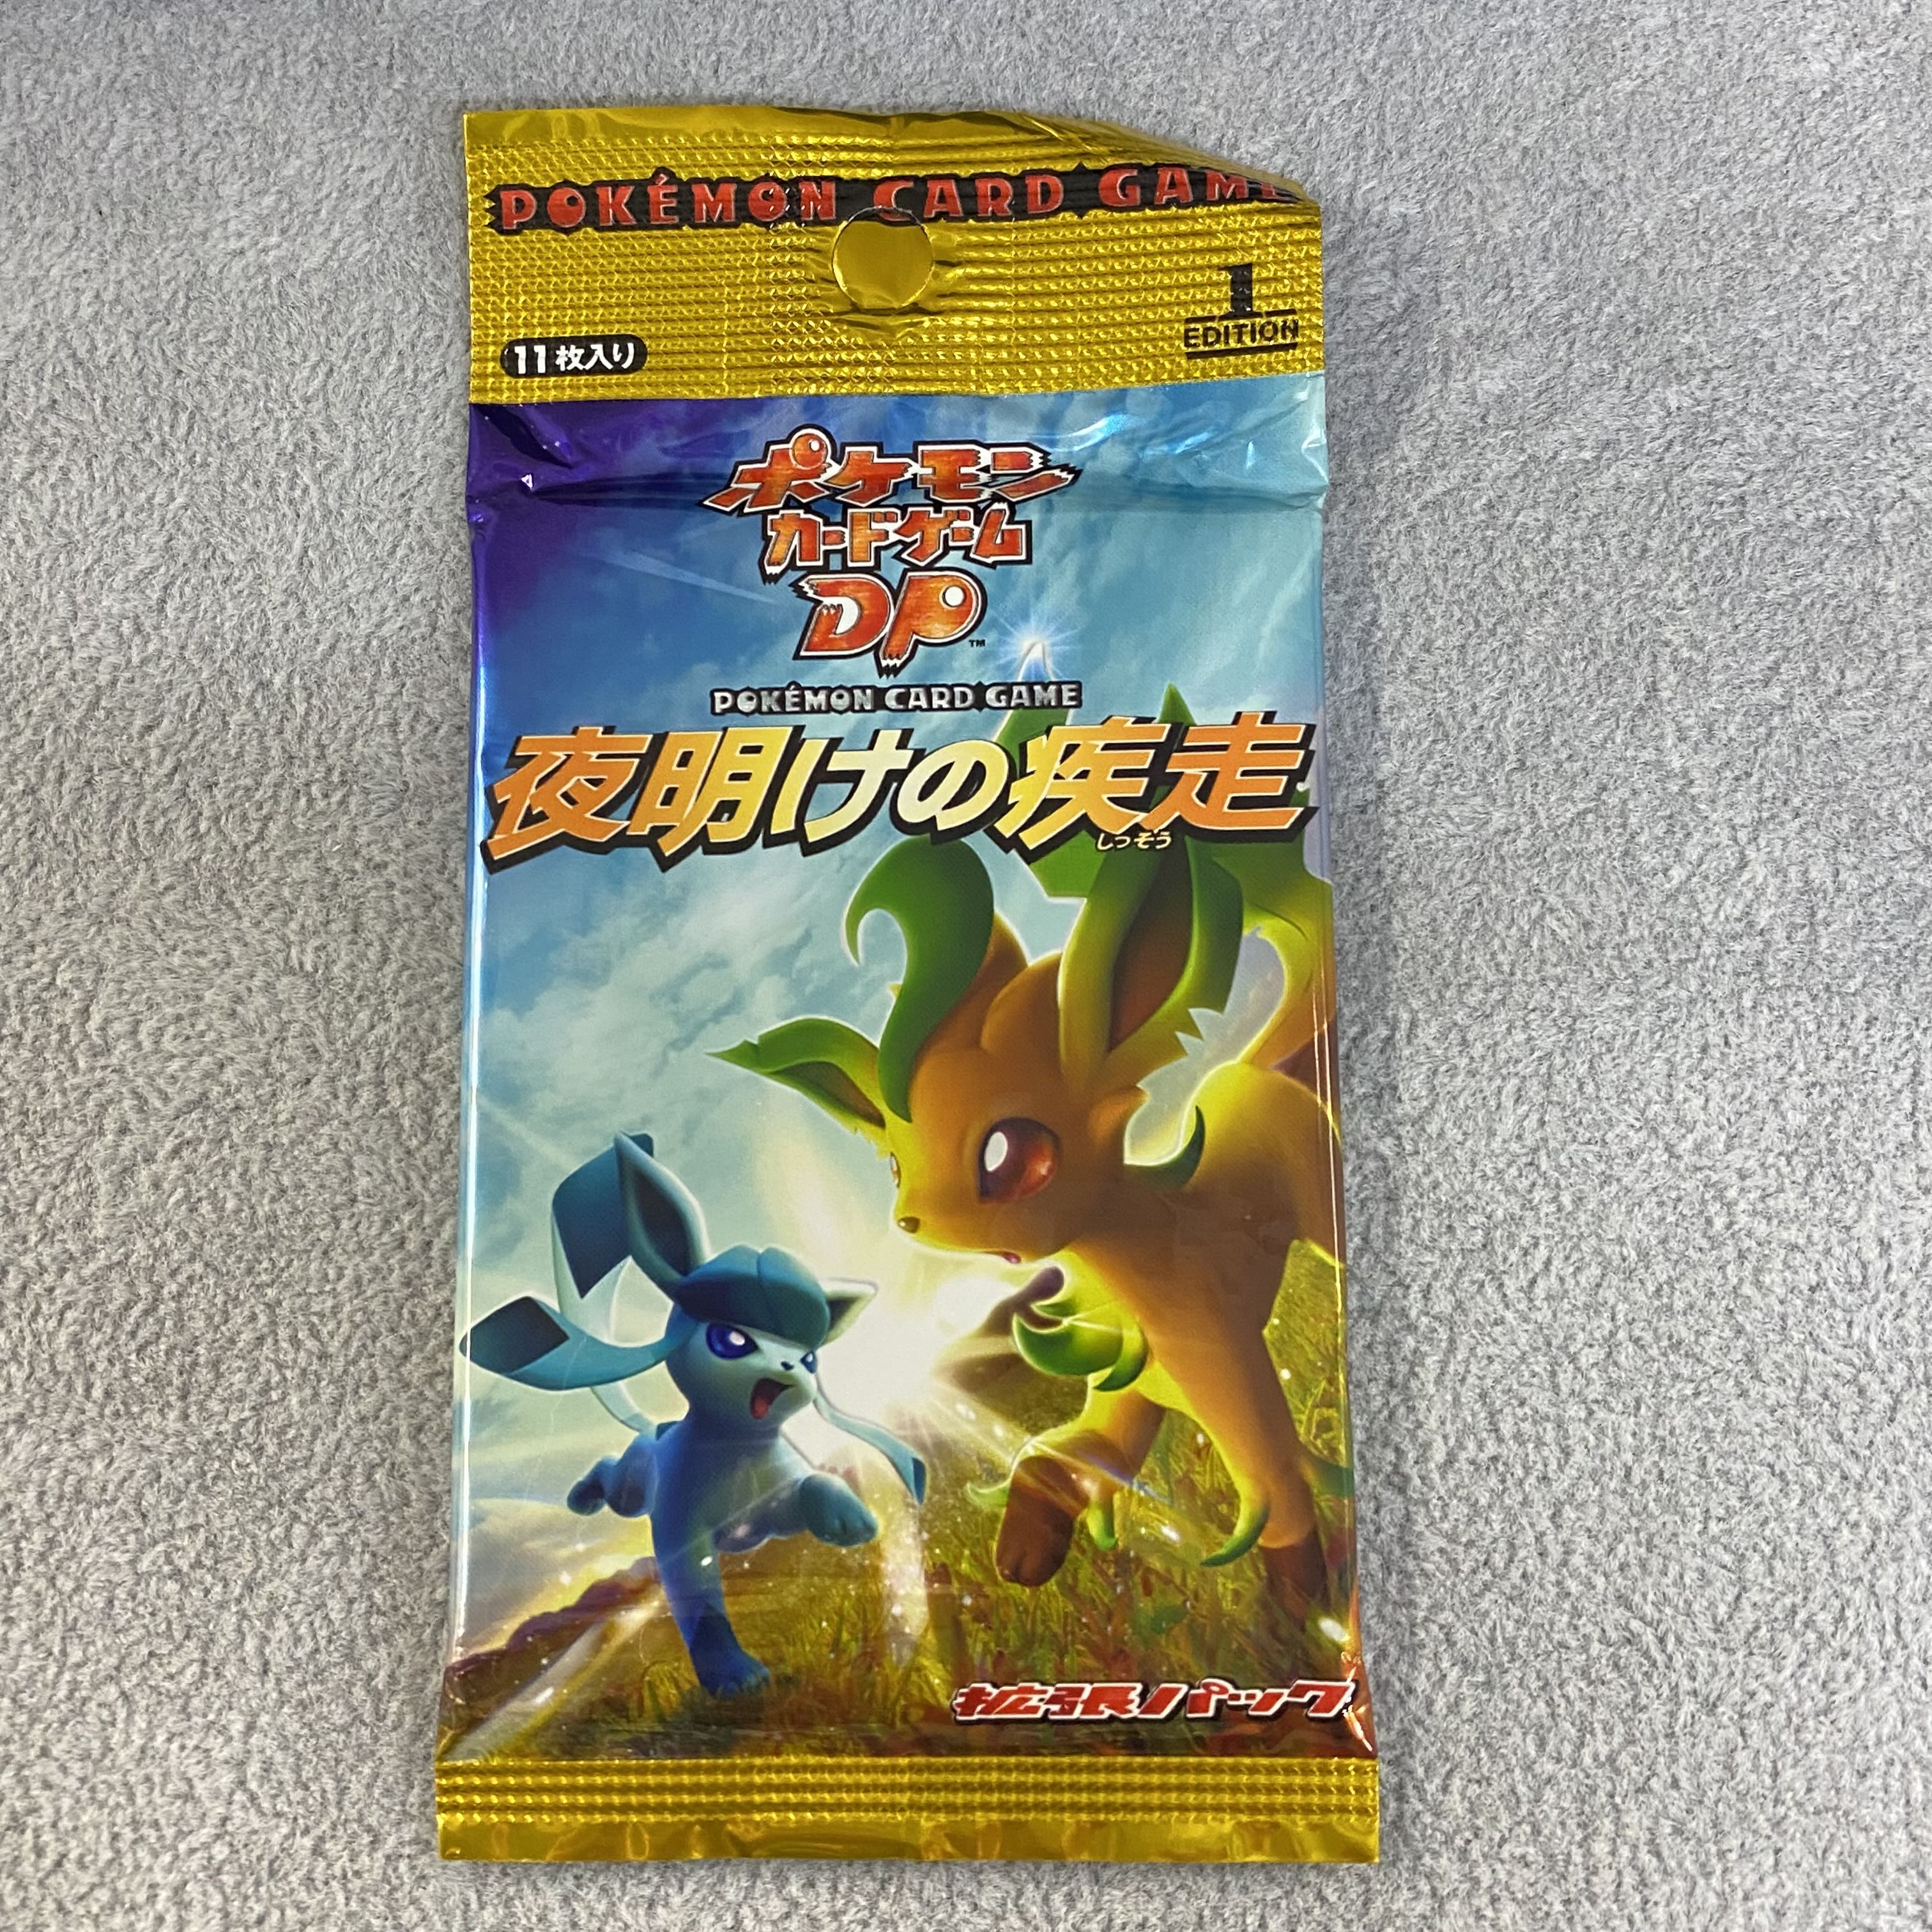 POKÉMON CARD GAME
1
EDITION
11枚入り
ポケモン
カードゲーム
DP™
POKÉMON CARD GAME
夜明けの疾走
しっそう
拡張パック